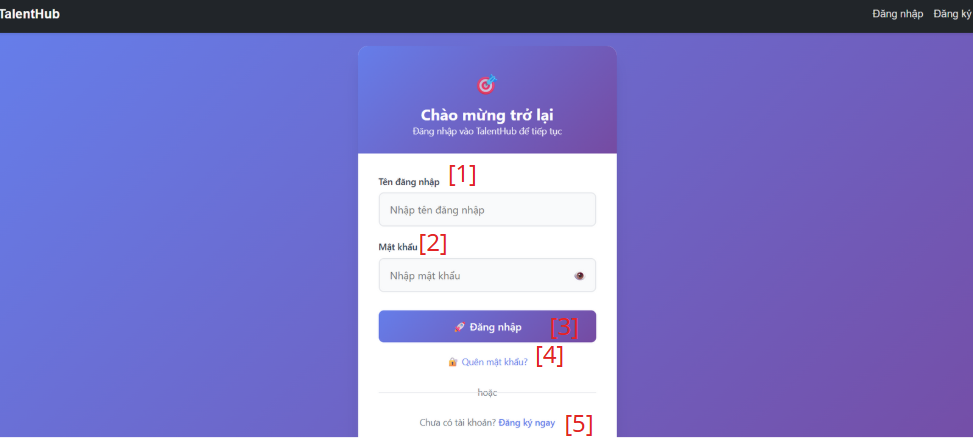 TalentHub Đăng nhập Đăng ký
Chào mừng trở lại
Đăng nhập vào TalentHub để tiếp tục
Tên đăng nhập [1]
Nhập tên đăng nhập
Mật khẩu [2]
Nhập mật khẩu
Đăng nhập [3]
Quên mật khẩu? [4]
hoặc
Chưa có tài khoản? Đăng ký ngay [5]